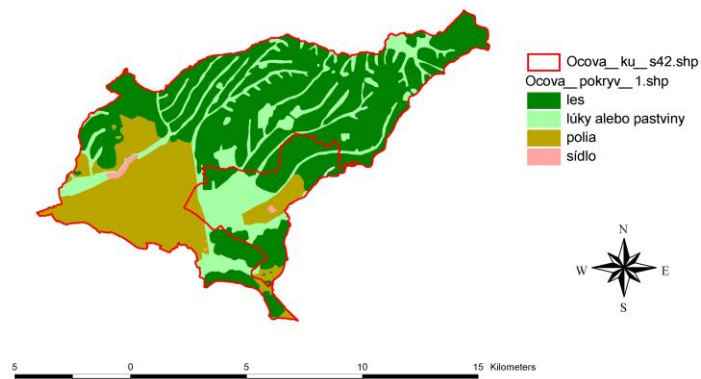 Ocova__ku__s42.shp
Ocova__pokryv__1.shp
les
lúky alebo pastviny
polia
sídlo
N
W E
S
5 0 5 10 15 Kilometers